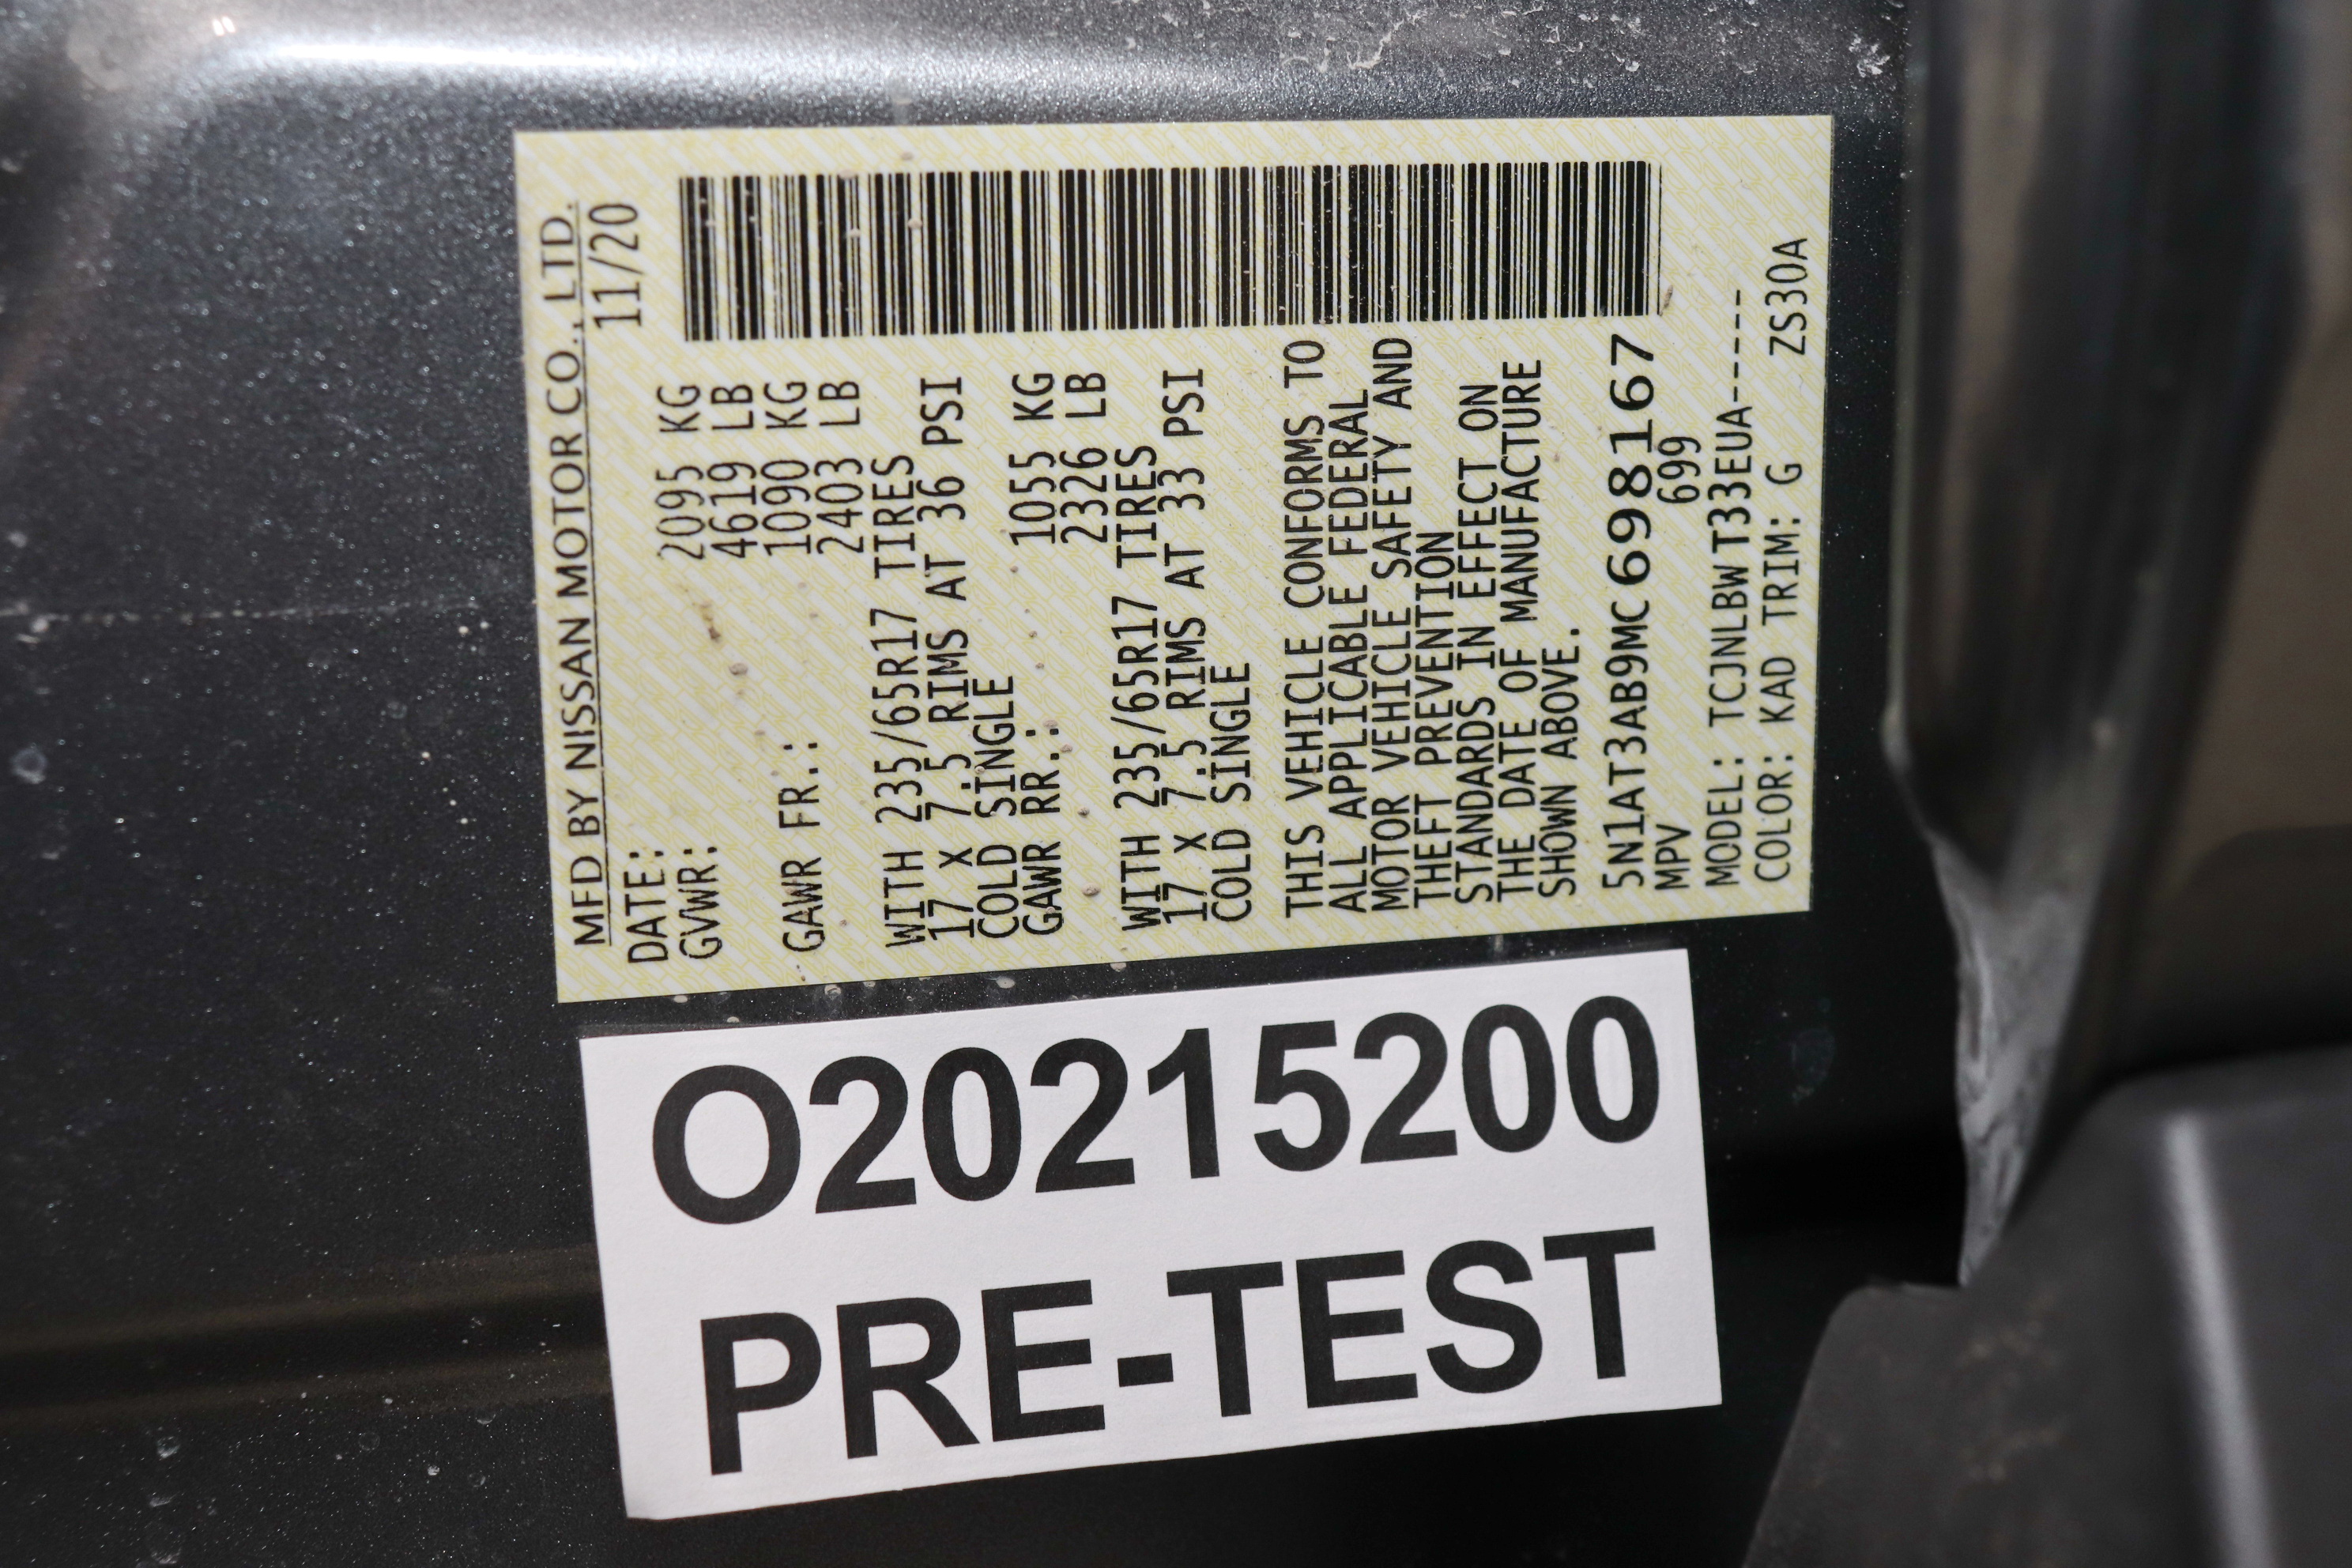 MFD BY NISSAN MOTOR CO., LTD.
DATE: 11/20
GVWR: 2095 KG
4619 LB
GAWR FR.: 1090 KG
2403 LB
WITH 235/65R17 TIRES
17 X 7.5 RIMS AT 36 PSI
COLD SINGLE
GAWR RR.: 1055 KG
2326 LB
WITH 235/65R17 TIRES
17 X 7.5 RIMS AT 33 PSI
COLD SINGLE
THIS VEHICLE CONFORMS TO
ALL APPLICABLE FEDERAL
MOTOR VEHICLE SAFETY AND
THEFT PREVENTION
STANDARDS IN EFFECT ON
THE DATE OF MANUFACTURE
SHOWN ABOVE.
5N1AT3AB9MC698167
MPV 699
MODEL: TCJNLBWT33EUA-----
COLOR: KAD TRIM: G ZS30A
O20215200
PRE-TEST